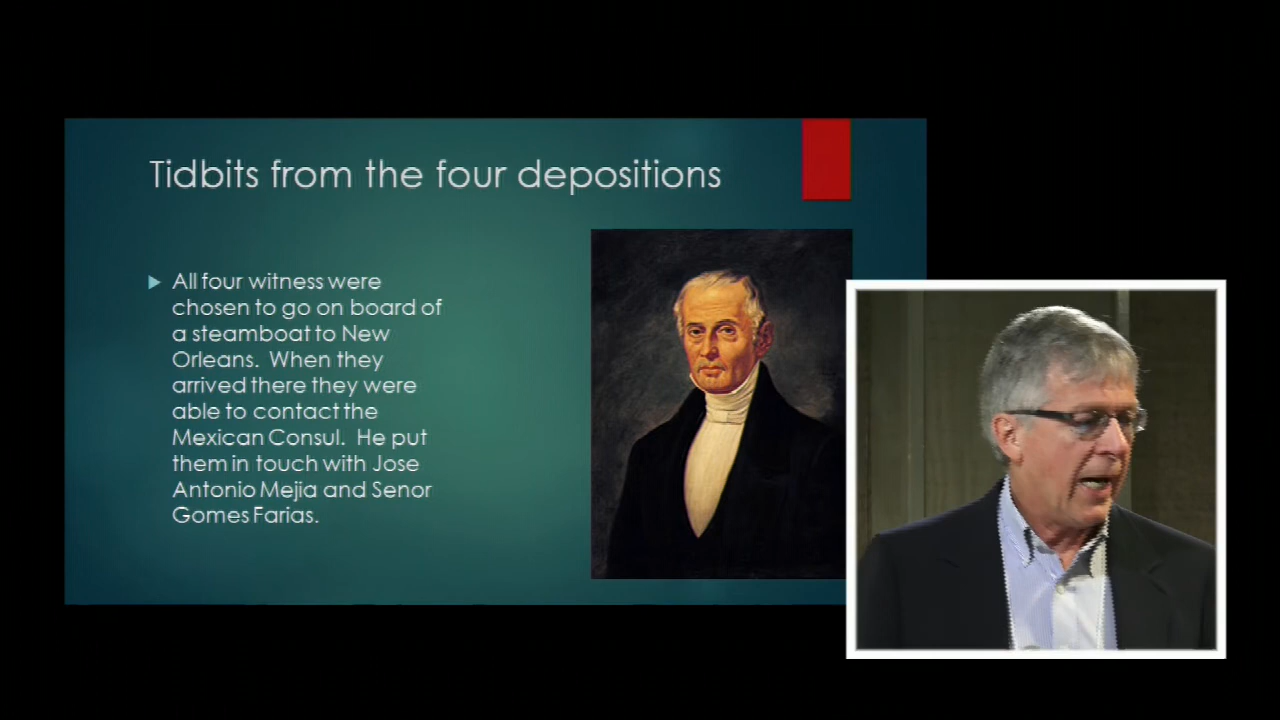 Tidbits from the four depositions
All four witness were
chosen to go on board of
a steamboat to New
Orleans. When they
arrived there they were
able to contact the
Mexican Consul. He put
them in touch with Jose
Antonio Mejia and Senor
Gomes Farias.